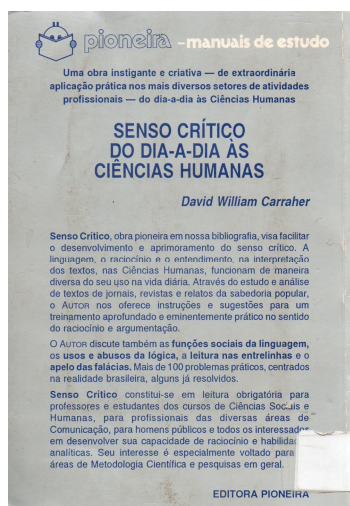 pioneira – manuais de estudo
Uma obra instigante e criativa — de extraordinária
aplicação prática nos mais diversos setores de atividades
profissionais — do dia-a-dia às Ciências Humanas
SENSO CRÍTICO
DO DIA-A-DIA ÀS
CIÊNCIAS HUMANAS
David William Carraher
Senso Crítico, obra pioneira em nossa bibliografia, visa facilitar
o desenvolvimento e aprimoramento do senso crítico. A
linguagem, o raciocínio e o entendimento, na interpretação
dos textos, nas Ciências Humanas, funcionam de maneira
diversa do seu uso na vida diária. Através do estudo e análise
de textos de jornais, revistas e relatos da sabedoria popular,
o AUTOR nos oferece instruções e sugestões para um
treinamento aprofundado e eminentemente prático no sentido
do raciocínio e argumentação.
O AUTOR discute também as funções sociais da linguagem,
os usos e abusos da lógica, a leitura nas entrelinhas e o
apelo das falácias. Mais de 100 problemas práticos, centrados
na realidade brasileira, alguns já resolvidos.
Senso Crítico constitui-se em leitura obrigatória para
professores e estudantes dos cursos de Ciências Sociais e
Humanas, para profissionais das diversas áreas de
Comunicação, para homens públicos e todos os interessados
em desenvolver sua capacidade de raciocínio e
analíticas. Seu interesse é especialmente voltado para
áreas de Metodologia Científica e pesquisas em geral.
EDITORA PIONEIRA